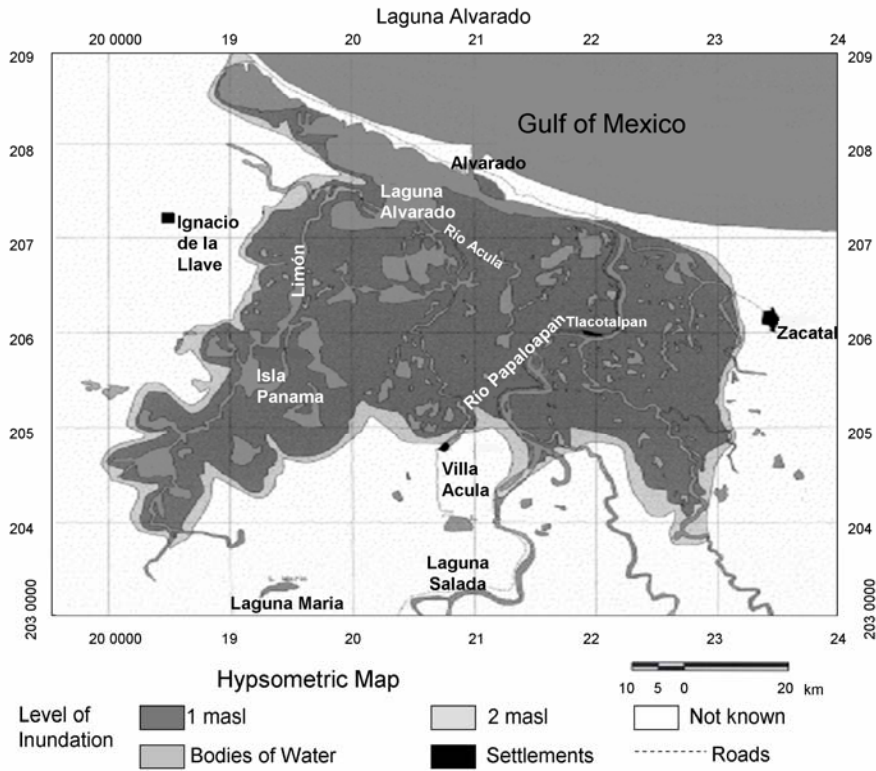 Laguna Alvarado
20 0000 19 20 21 22 23 24
209 209
Gulf of Mexico
208 208
Alvarado
Laguna
Alvarado
Ignacio
de la
Llave
Río Acula
207 207
Limón
Río Papaloapan
Tlacotalpan
206 206
Zacatal
Isla
Panama
205 205
Villa
Acula
204 204
Laguna
Salada
Laguna Maria
203 0000 203 0000
20 0000 19 20 21 22 23 24
Hypsometric Map
10 5 0 20 km
Level of
Inundation
1 masl
2 masl
Not known
Bodies of Water
Settlements
Roads